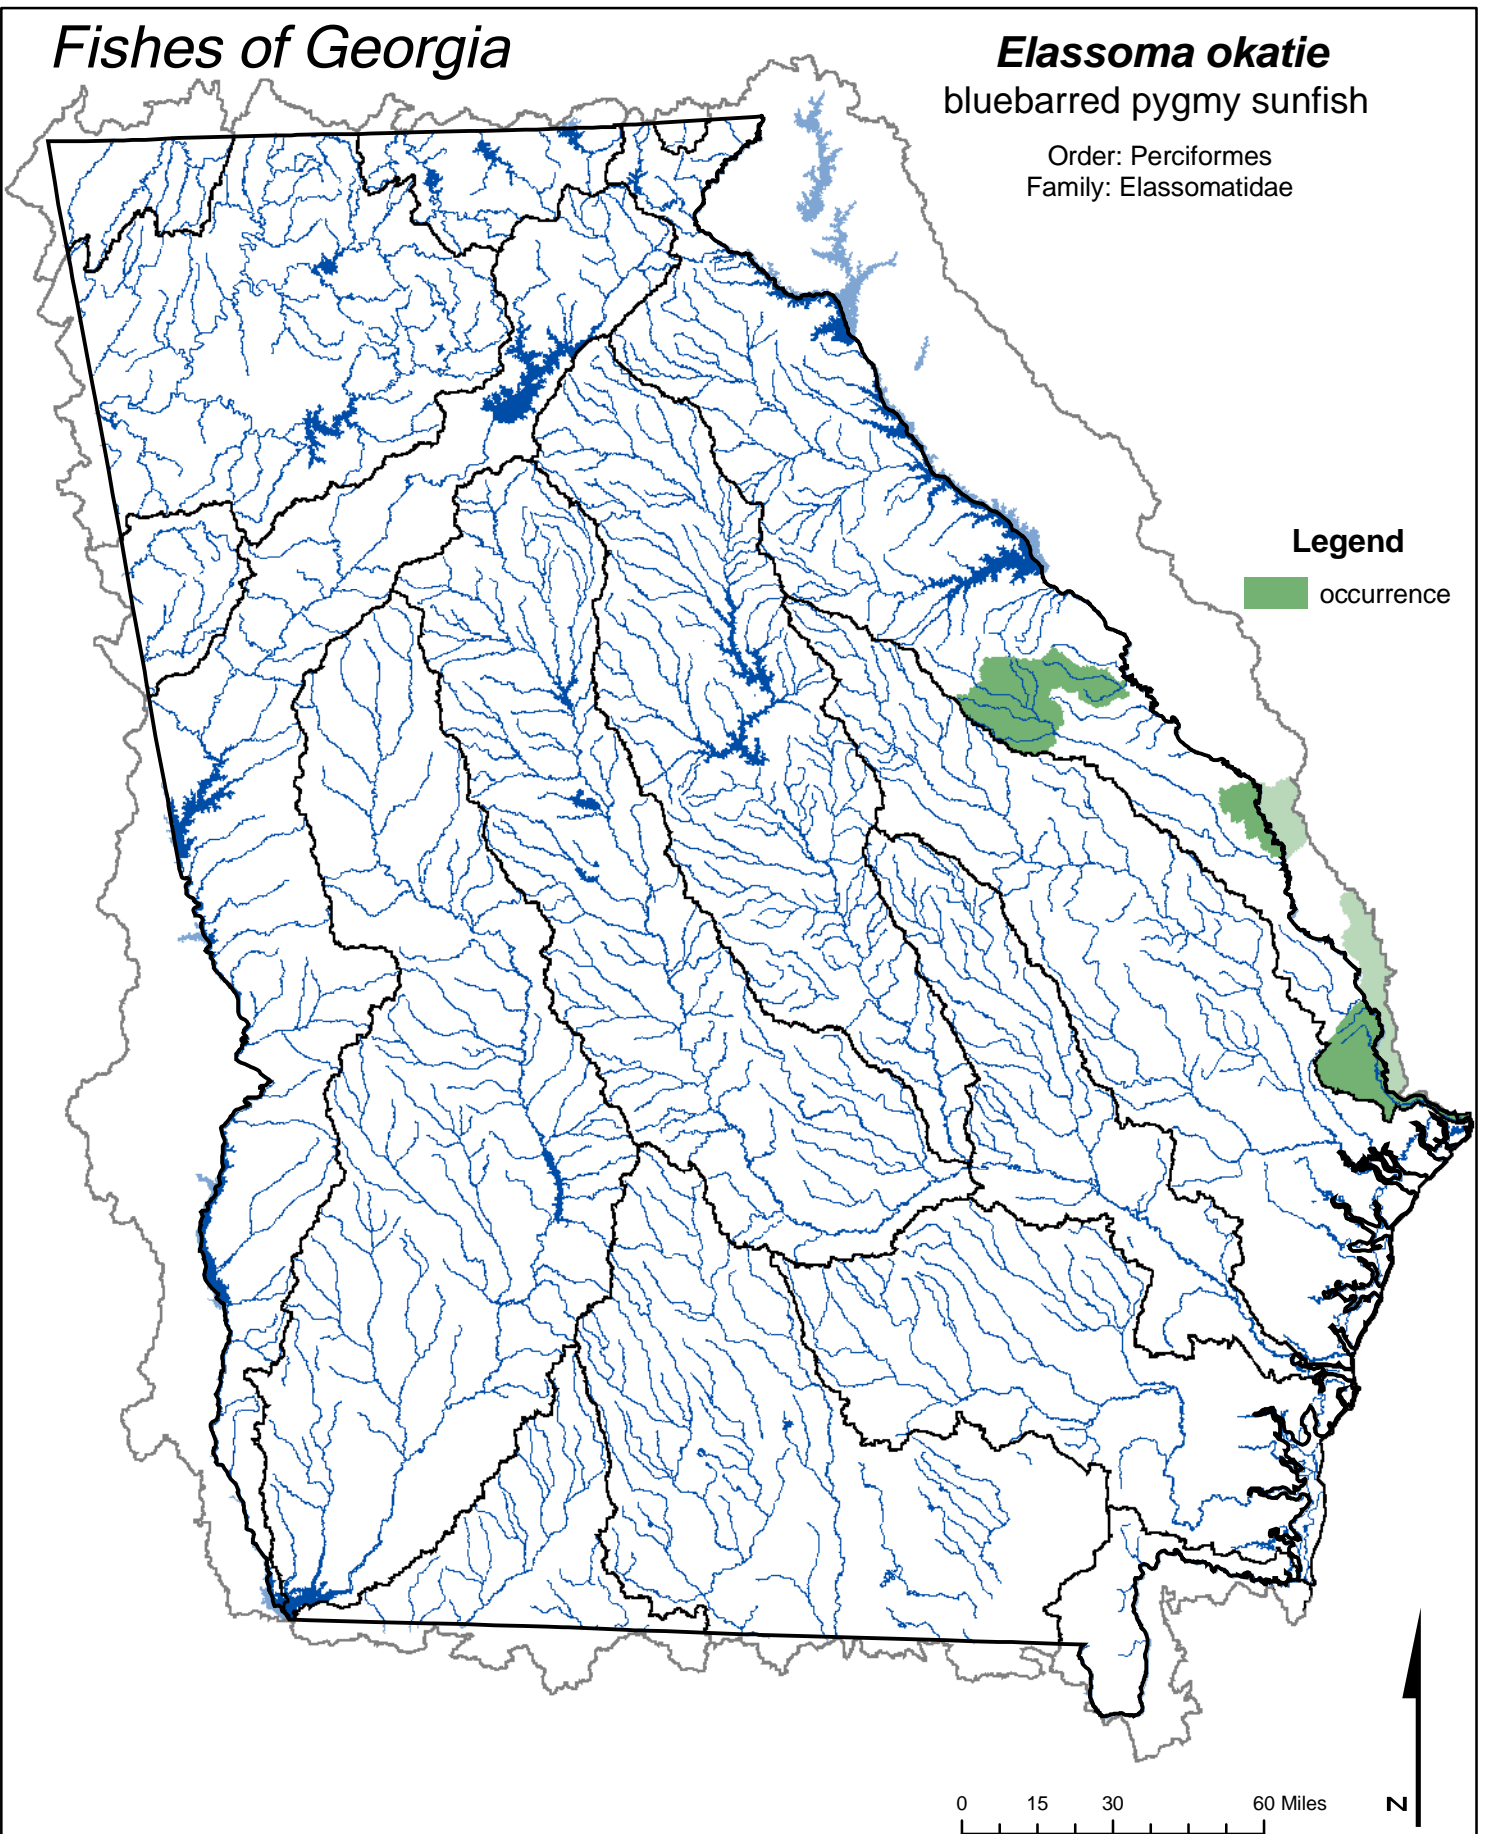 Fishes of Georgia
Elassoma okatie
bluebarred pygmy sunfish
Order: Perciformes
Family: Elassomatidae
Legend
occurrence
0 15 30 60 Miles
N